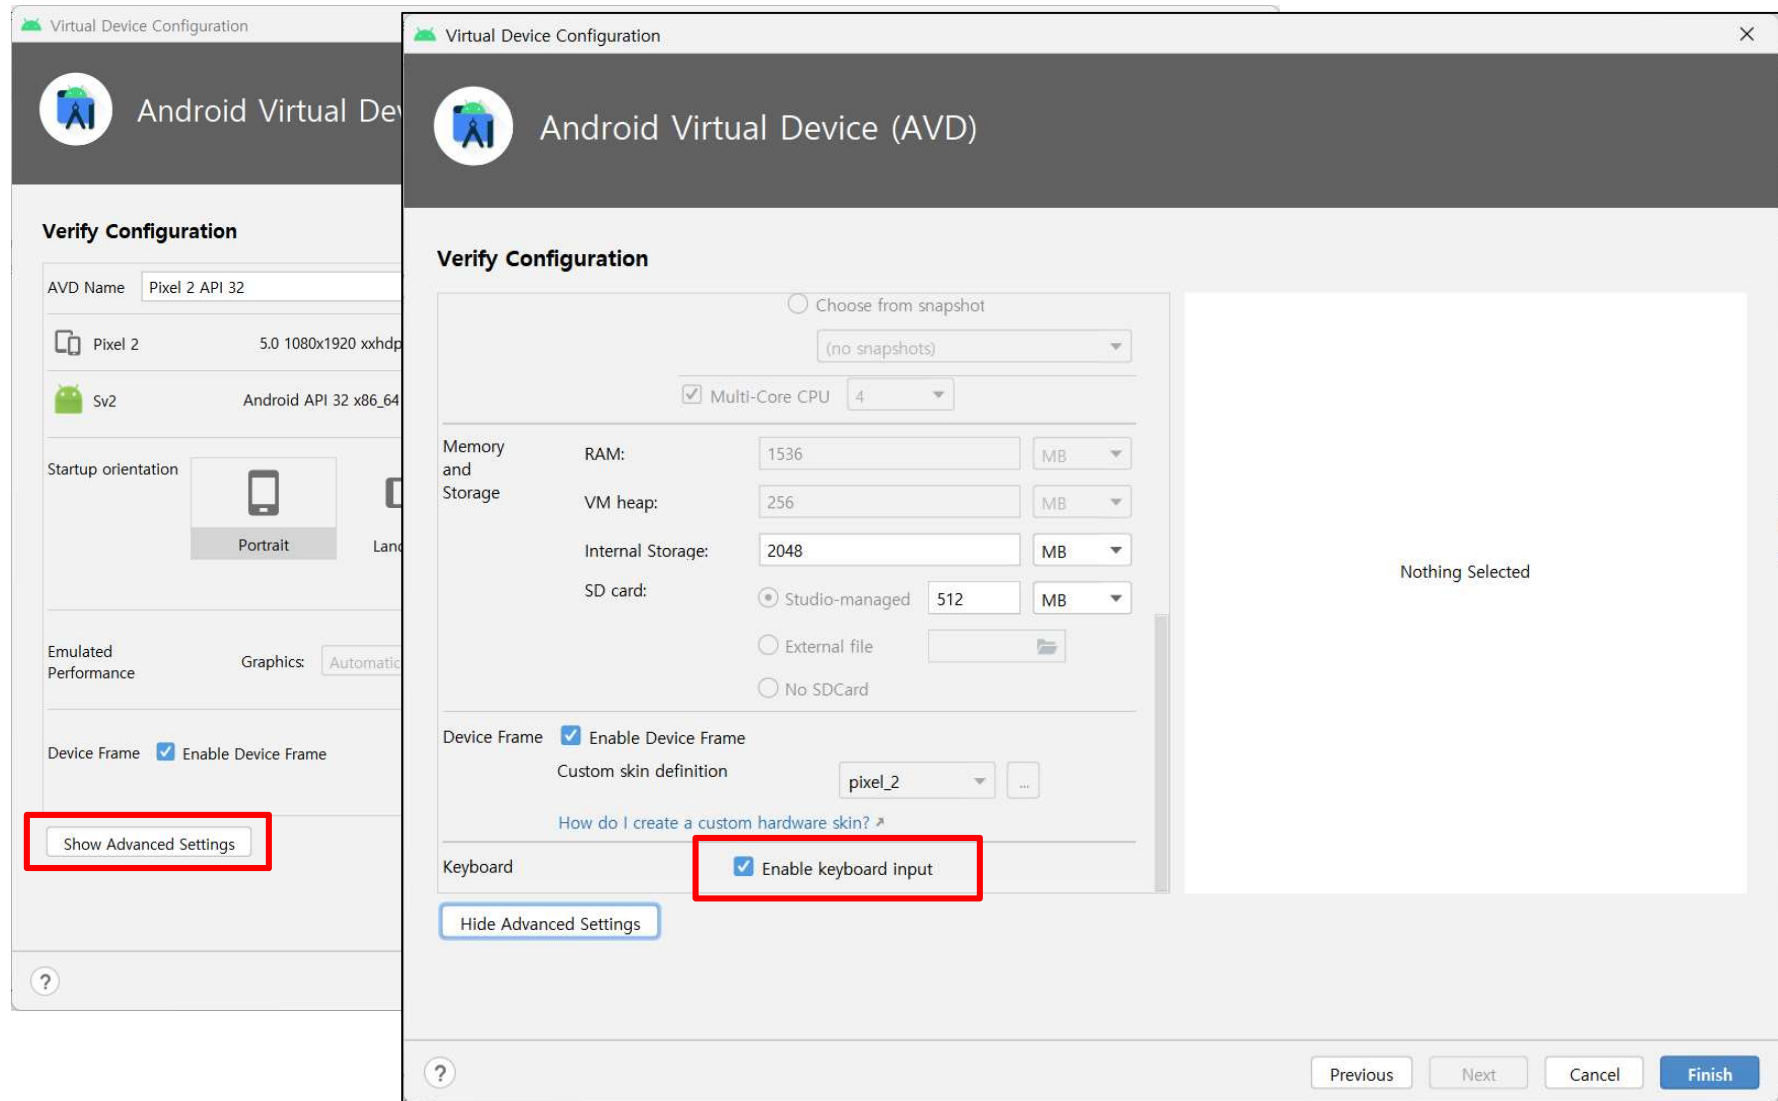 Virtual Device Configuration
Android Virtual De
Verify Configuration
AVD Name Pixel 2 API 32
Pixel 2 5.0 1080x1920 xxhdp
Sv2 Android API 32 x86_64
Startup orientation
Portrait Land
Emulated
Performance
Graphics: Automatic
Device Frame Enable Device Frame
Show Advanced Settings
?
Virtual Device Configuration
Android Virtual Device (AVD)
Verify Configuration
Choose from snapshot
(no snapshots)
Multi-Core CPU 4
Memory
and
Storage
RAM: 1536 MB
VM heap: 256 MB
Internal Storage: 2048 MB
SD card: Studio-managed 512 MB
External file
No SDCard
Device Frame Enable Device Frame
Custom skin definition pixel_2 ...
How do I create a custom hardware skin? ↗
Keyboard Enable keyboard input
Hide Advanced Settings
Nothing Selected
?
Previous Next Cancel Finish